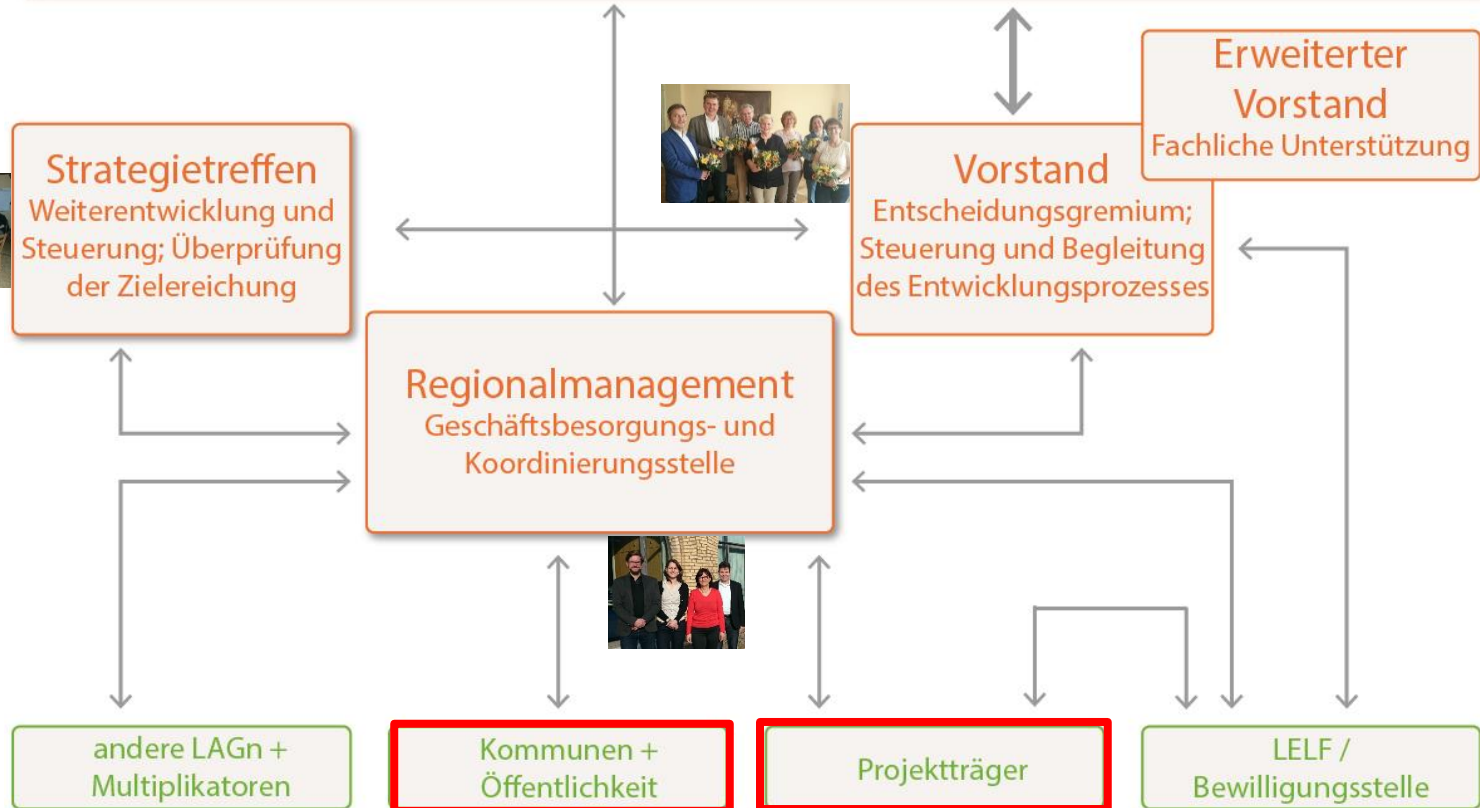 Erweiterter
Vorstand
Fachliche Unterstützung
Strategietreffen
Weiterentwicklung und
Steuerung; Überprüfung
der Zielereichung
Vorstand
Entscheidungsgremium;
Steuerung und Begleitung
des Entwicklungsprozesses
Regionalmanagement
Geschäftsbesorgungs- und
Koordinierungsstelle
andere LAGn +
Multiplikatoren
Kommunen +
Öffentlichkeit
Projektträger
LELF /
Bewilligungsstelle